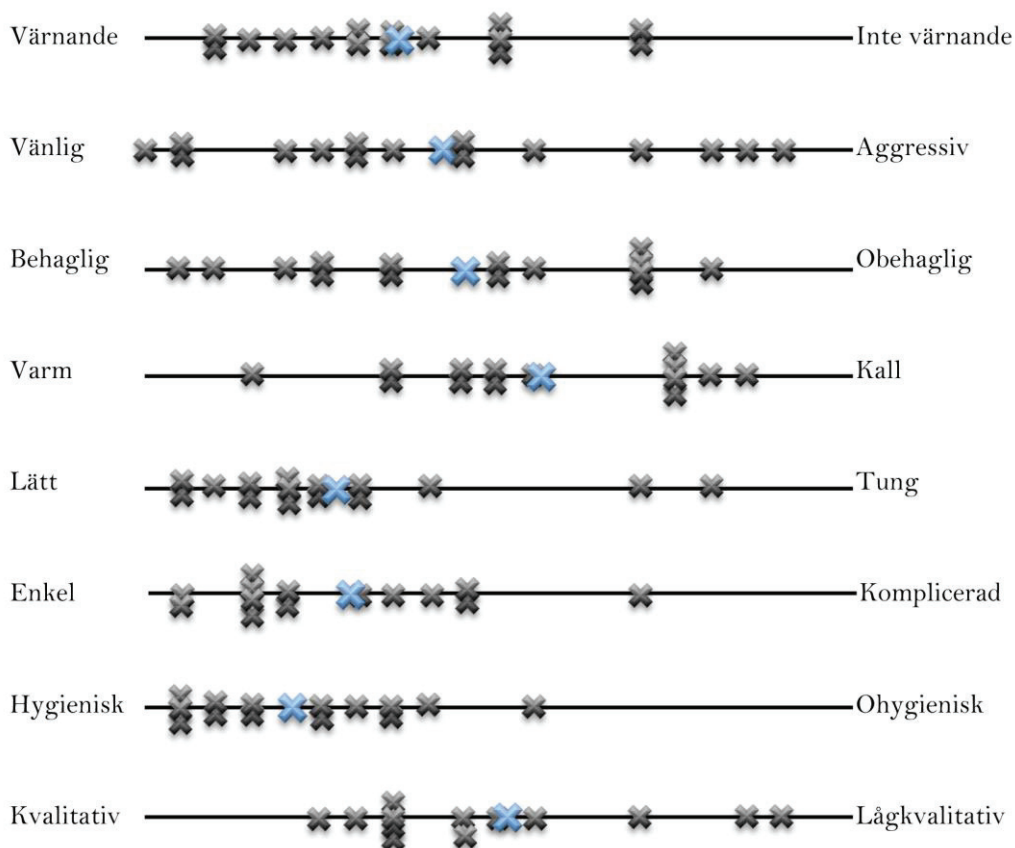 Värnande Inte värnande
Vänlig Aggressiv
Behaglig Obehaglig
Varm Kall
Lätt Tung
Enkel Komplicerad
Hygienisk Ohygienisk
Kvalitativ Lågkvalitativ